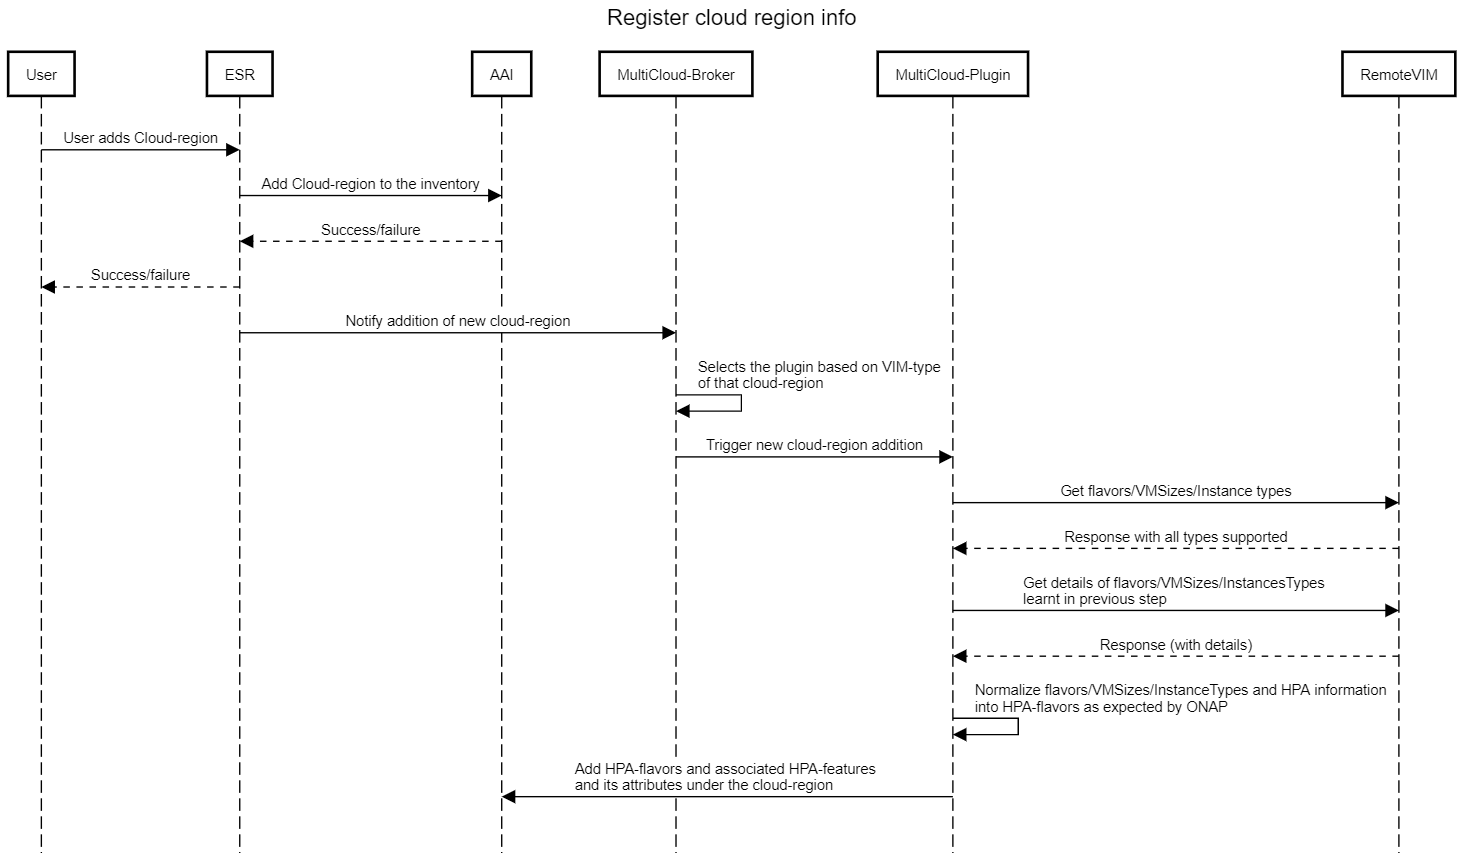 Register cloud region info
User
ESR
AAI
MultiCloud-Broker
MultiCloud-Plugin
RemoteVIM
User adds Cloud-region
Add Cloud-region to the inventory
Success/failure
Success/failure
Notify addition of new cloud-region
Selects the plugin based on VIM-type
of that cloud-region
Trigger new cloud-region addition
Get flavors/VMSizes/Instance types
Response with all types supported
Get details of flavors/VMSizes/InstancesTypes
learnt in previous step
Response (with details)
Normalize flavors/VMSizes/InstanceTypes and HPA information
into HPA-flavors as expected by ONAP
Add HPA-flavors and associated HPA-features
and its attributes under the cloud-region